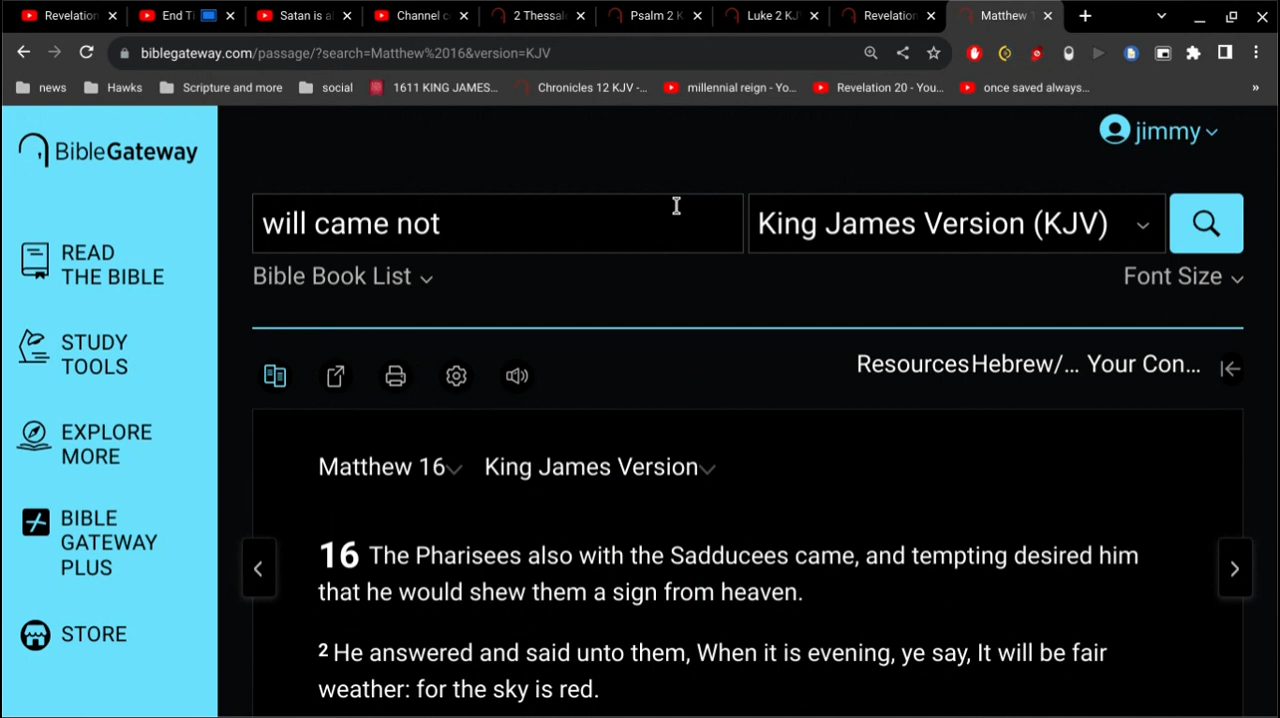 Revelation
End Ti
Satan is a
Channel c
2 Thessal
Psalm 2 K
Luke 2 KJ
Revelation
Matthew 1
biblegateway.com/passage/?search=Matthew%2016&version=KJV
news
Hawks
Scripture and more
social
1611 KING JAMES...
Chronicles 12 KJV -...
millennial reign - Yo...
Revelation 20 - You...
once saved always...
»
BibleGateway
jimmy
will came not
King James Version (KJV)
READ
THE BIBLE
Bible Book List
Font Size
STUDY
TOOLS
ResourcesHebrew/... Your Con...
EXPLORE
MORE
Matthew 16
King James Version
BIBLE
GATEWAY
PLUS
16 The Pharisees also with the Sadducees came, and tempting desired him
that he would shew them a sign from heaven.
STORE
2 He answered and said unto them, When it is evening, ye say, It will be fair
weather: for the sky is red.